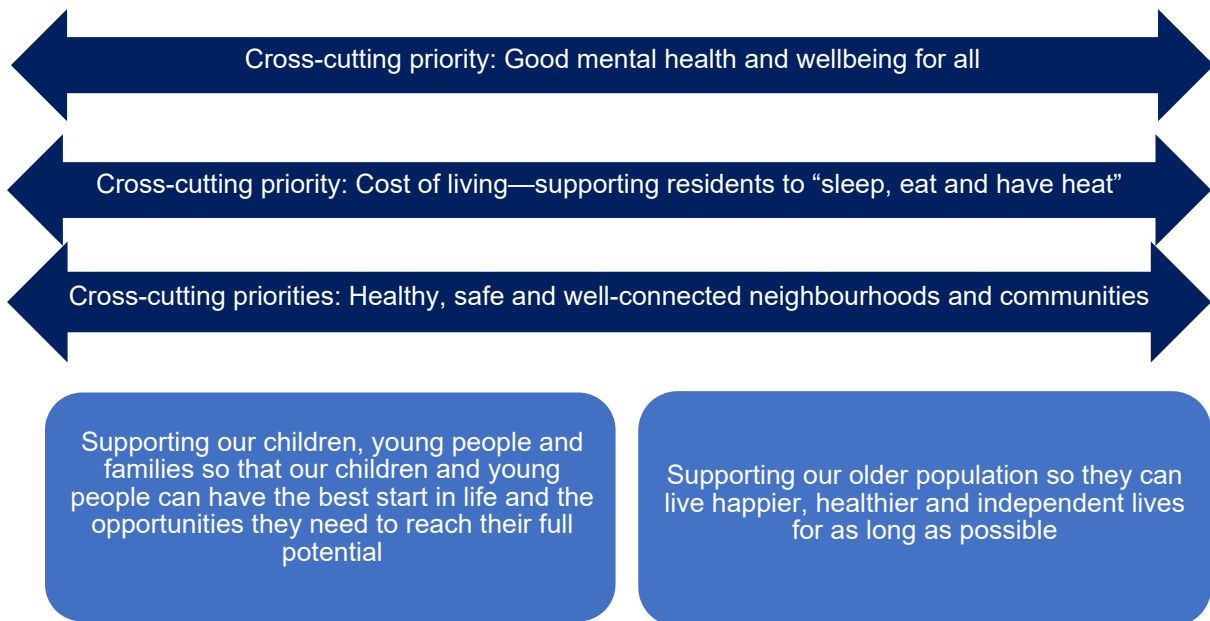 Cross-cutting priority: Good mental health and wellbeing for all
Cross-cutting priority: Cost of living—supporting residents to “sleep, eat and have heat”
Cross-cutting priorities: Healthy, safe and well-connected neighbourhoods and communities
Supporting our children, young people and
families so that our children and young
people can have the best start in life and the
opportunities they need to reach their full
potential
Supporting our older population so they can
live happier, healthier and independent lives
for as long as possible